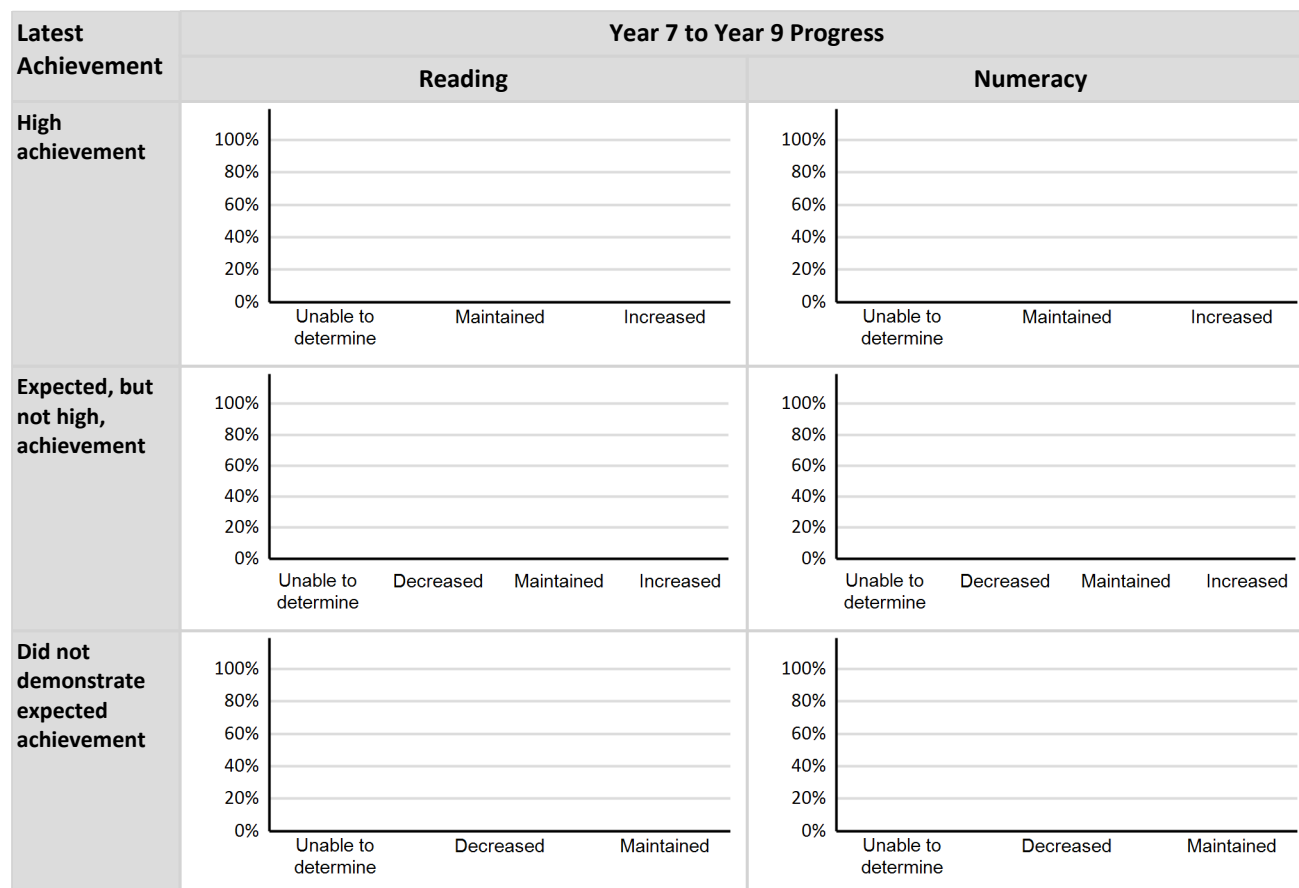 Latest
Achievement
Year 7 to Year 9 Progress
Reading
Numeracy
High
achievement
100%
80%
60%
40%
20%
0%
Unable to
determine
Maintained
Increased
100%
80%
60%
40%
20%
0%
Unable to
determine
Maintained
Increased
Expected, but
not high,
achievement
100%
80%
60%
40%
20%
0%
Unable to
determine
Decreased
Maintained
Increased
100%
80%
60%
40%
20%
0%
Unable to
determine
Decreased
Maintained
Increased
Did not
demonstrate
expected
achievement
100%
80%
60%
40%
20%
0%
Unable to
determine
Decreased
Maintained
100%
80%
60%
40%
20%
0%
Unable to
determine
Decreased
Maintained